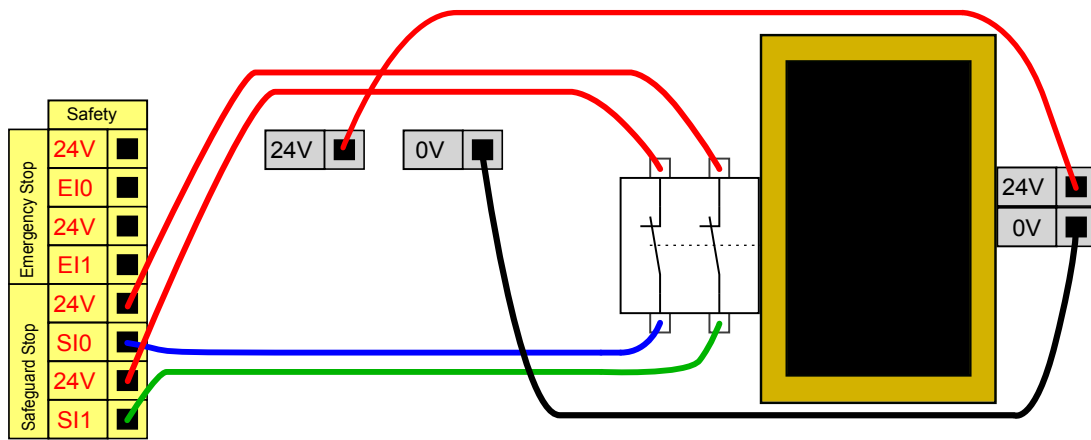 Safety
Emergency Stop
24V
EI0
24V
EI1
Safeguard Stop
24V
SI0
24V
SI1
24V
0V
24V
0V